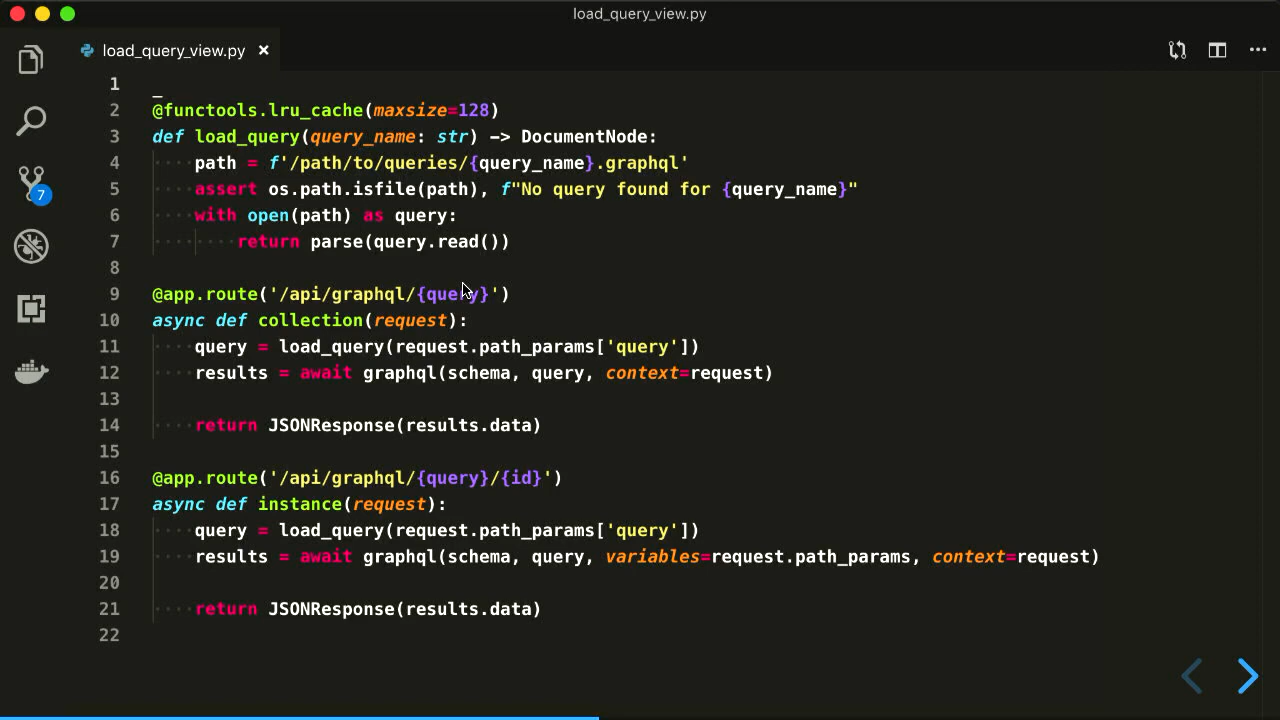 load_query_view.py
load_query_view.py ×
1
2 @functools.lru_cache(maxsize=128)
3 def load_query(query_name: str) -> DocumentNode:
4     path = f'/path/to/queries/{query_name}.graphql'
5     assert os.path.isfile(path), f"No query found for {query_name}"
6     with open(path) as query:
7         return parse(query.read())
8
9 @app.route('/api/graphql/{query}')
10 async def collection(request):
11     query = load_query(request.path_params['query'])
12     results = await graphql(schema, query, context=request)
13
14     return JSONResponse(results.data)
15
16 @app.route('/api/graphql/{query}/{id}')
17 async def instance(request):
18     query = load_query(request.path_params['query'])
19     results = await graphql(schema, query, variables=request.path_params, context=request)
20
21     return JSONResponse(results.data)
22
7